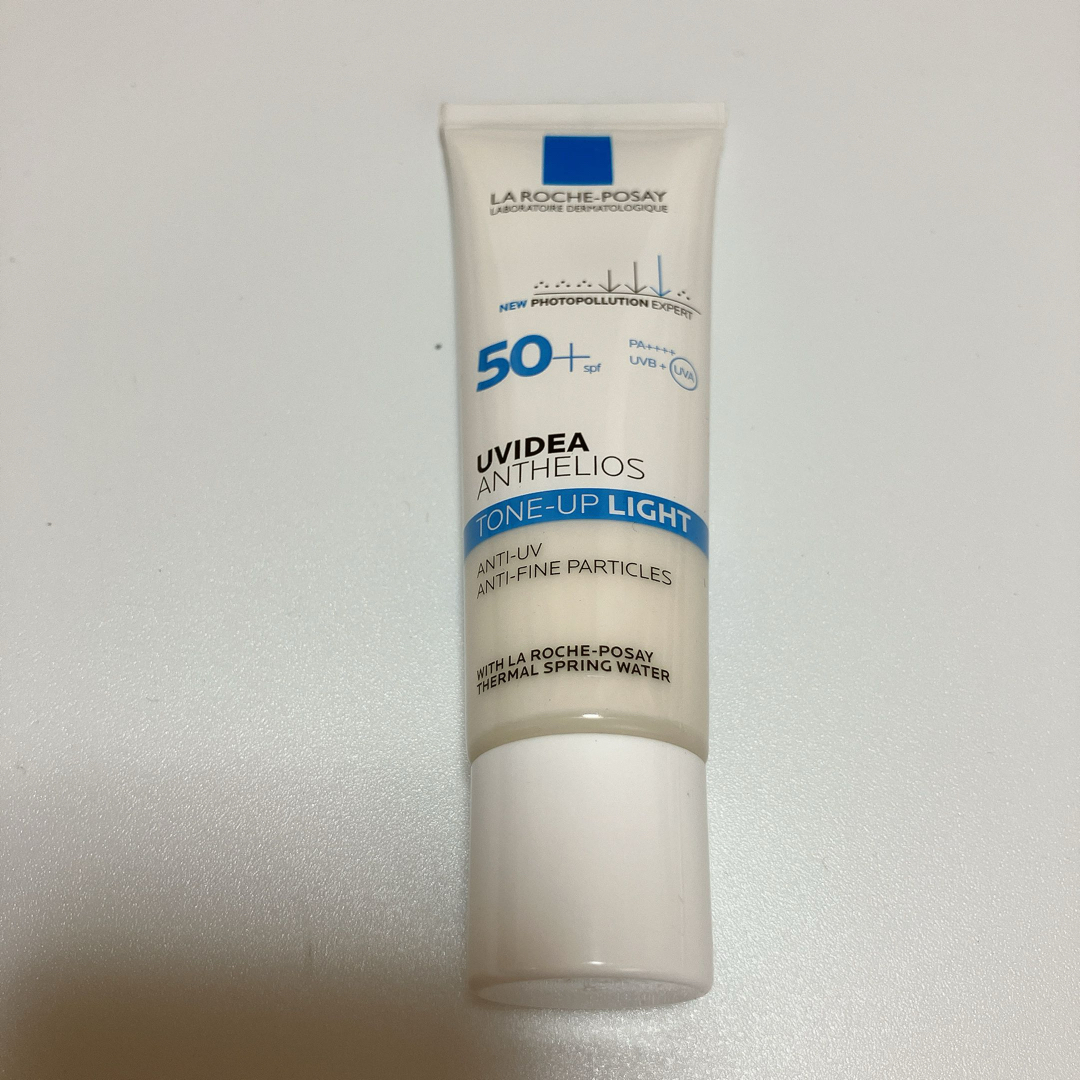 LA ROCHE-POSAY
LABORATOIRE DERMATOLOGIQUE
NEW PHOTOPOLLUTION EXPERT
50+ spf
PA++++
UVB + UVA
UVIDEA
ANTHELIOS
TONE-UP LIGHT
ANTI-UV
ANTI-FINE PARTICLES
WITH LA ROCHE-POSAY
THERMAL SPRING WATER